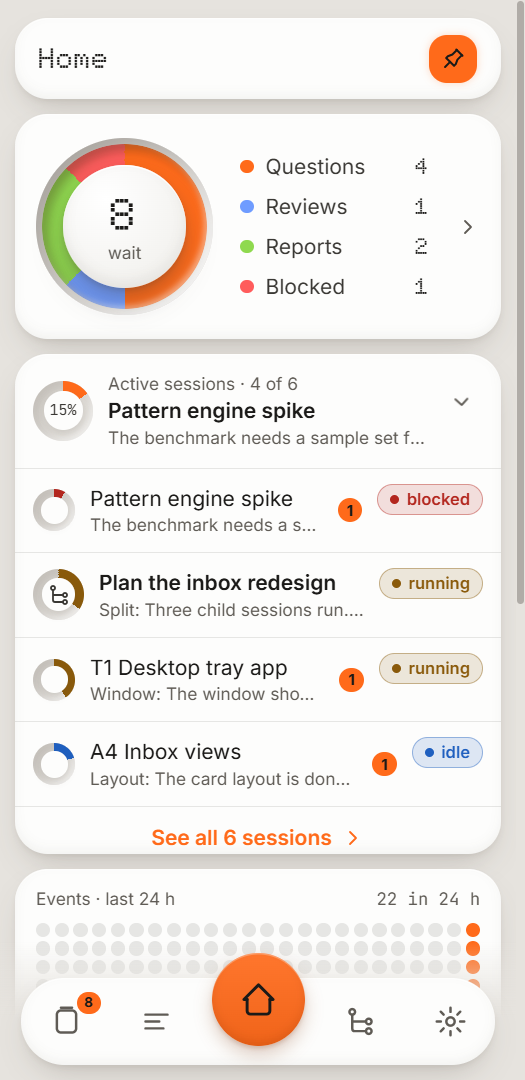 Home
8
wait
Questions 4
Reviews 1
Reports 2
Blocked 1
15%
Active sessions · 4 of 6
Pattern engine spike
The benchmark needs a sample set f...
Pattern engine spike 1 blocked
The benchmark needs a s...
Plan the inbox redesign running
Split: Three child sessions run....
T1 Desktop tray app 1 running
Window: The window sho...
A4 Inbox views 1 idle
Layout: The card layout is don...
See all 6 sessions
Events · last 24 h 22 in 24 h
8